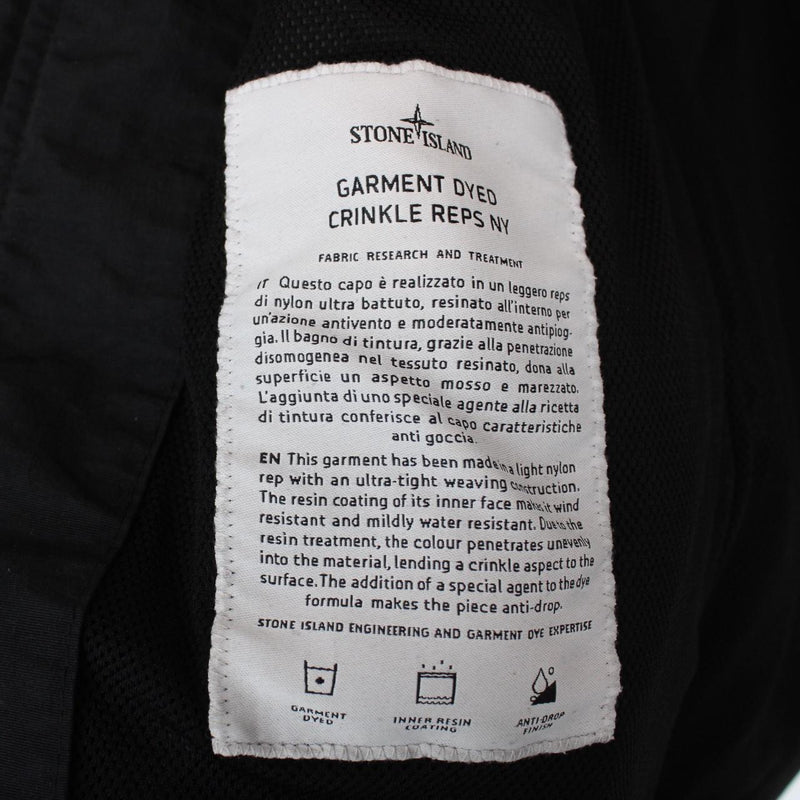 STONE ISLAND
GARMENT DYED
CRINKLE REPS NY
FABRIC RESEARCH AND TREATMENT
IT Questo capo è realizzato in un leggero reps
di nylon ultra battuto, resinato all'interno per
un'azione antivento e moderatamente antipiog-
gia. Il bagno di tintura, grazie alla penetrazione
disomogenea nel tessuto resinato, dona alla
superficie un aspetto mosso e marezzato.
L'aggiunta di uno speciale agente alla ricetta
di tintura conferisce al capo caratteristiche
anti goccia.
EN This garment has been made in a light nylon
rep with an ultra-tight weaving construction.
The resin coating of its inner face makes it wind
resistant and mildly water resistant. Due to the
resin treatment, the colour penetrates unevenly
into the material, lending a crinkle aspect to the
surface. The addition of a special agent to the dye
formula makes the piece anti-drop.
STONE ISLAND ENGINEERING AND GARMENT DYE EXPERTISE
GARMENT
DYED
INNER RESIN
COATING
ANTI-DROP
FINISH